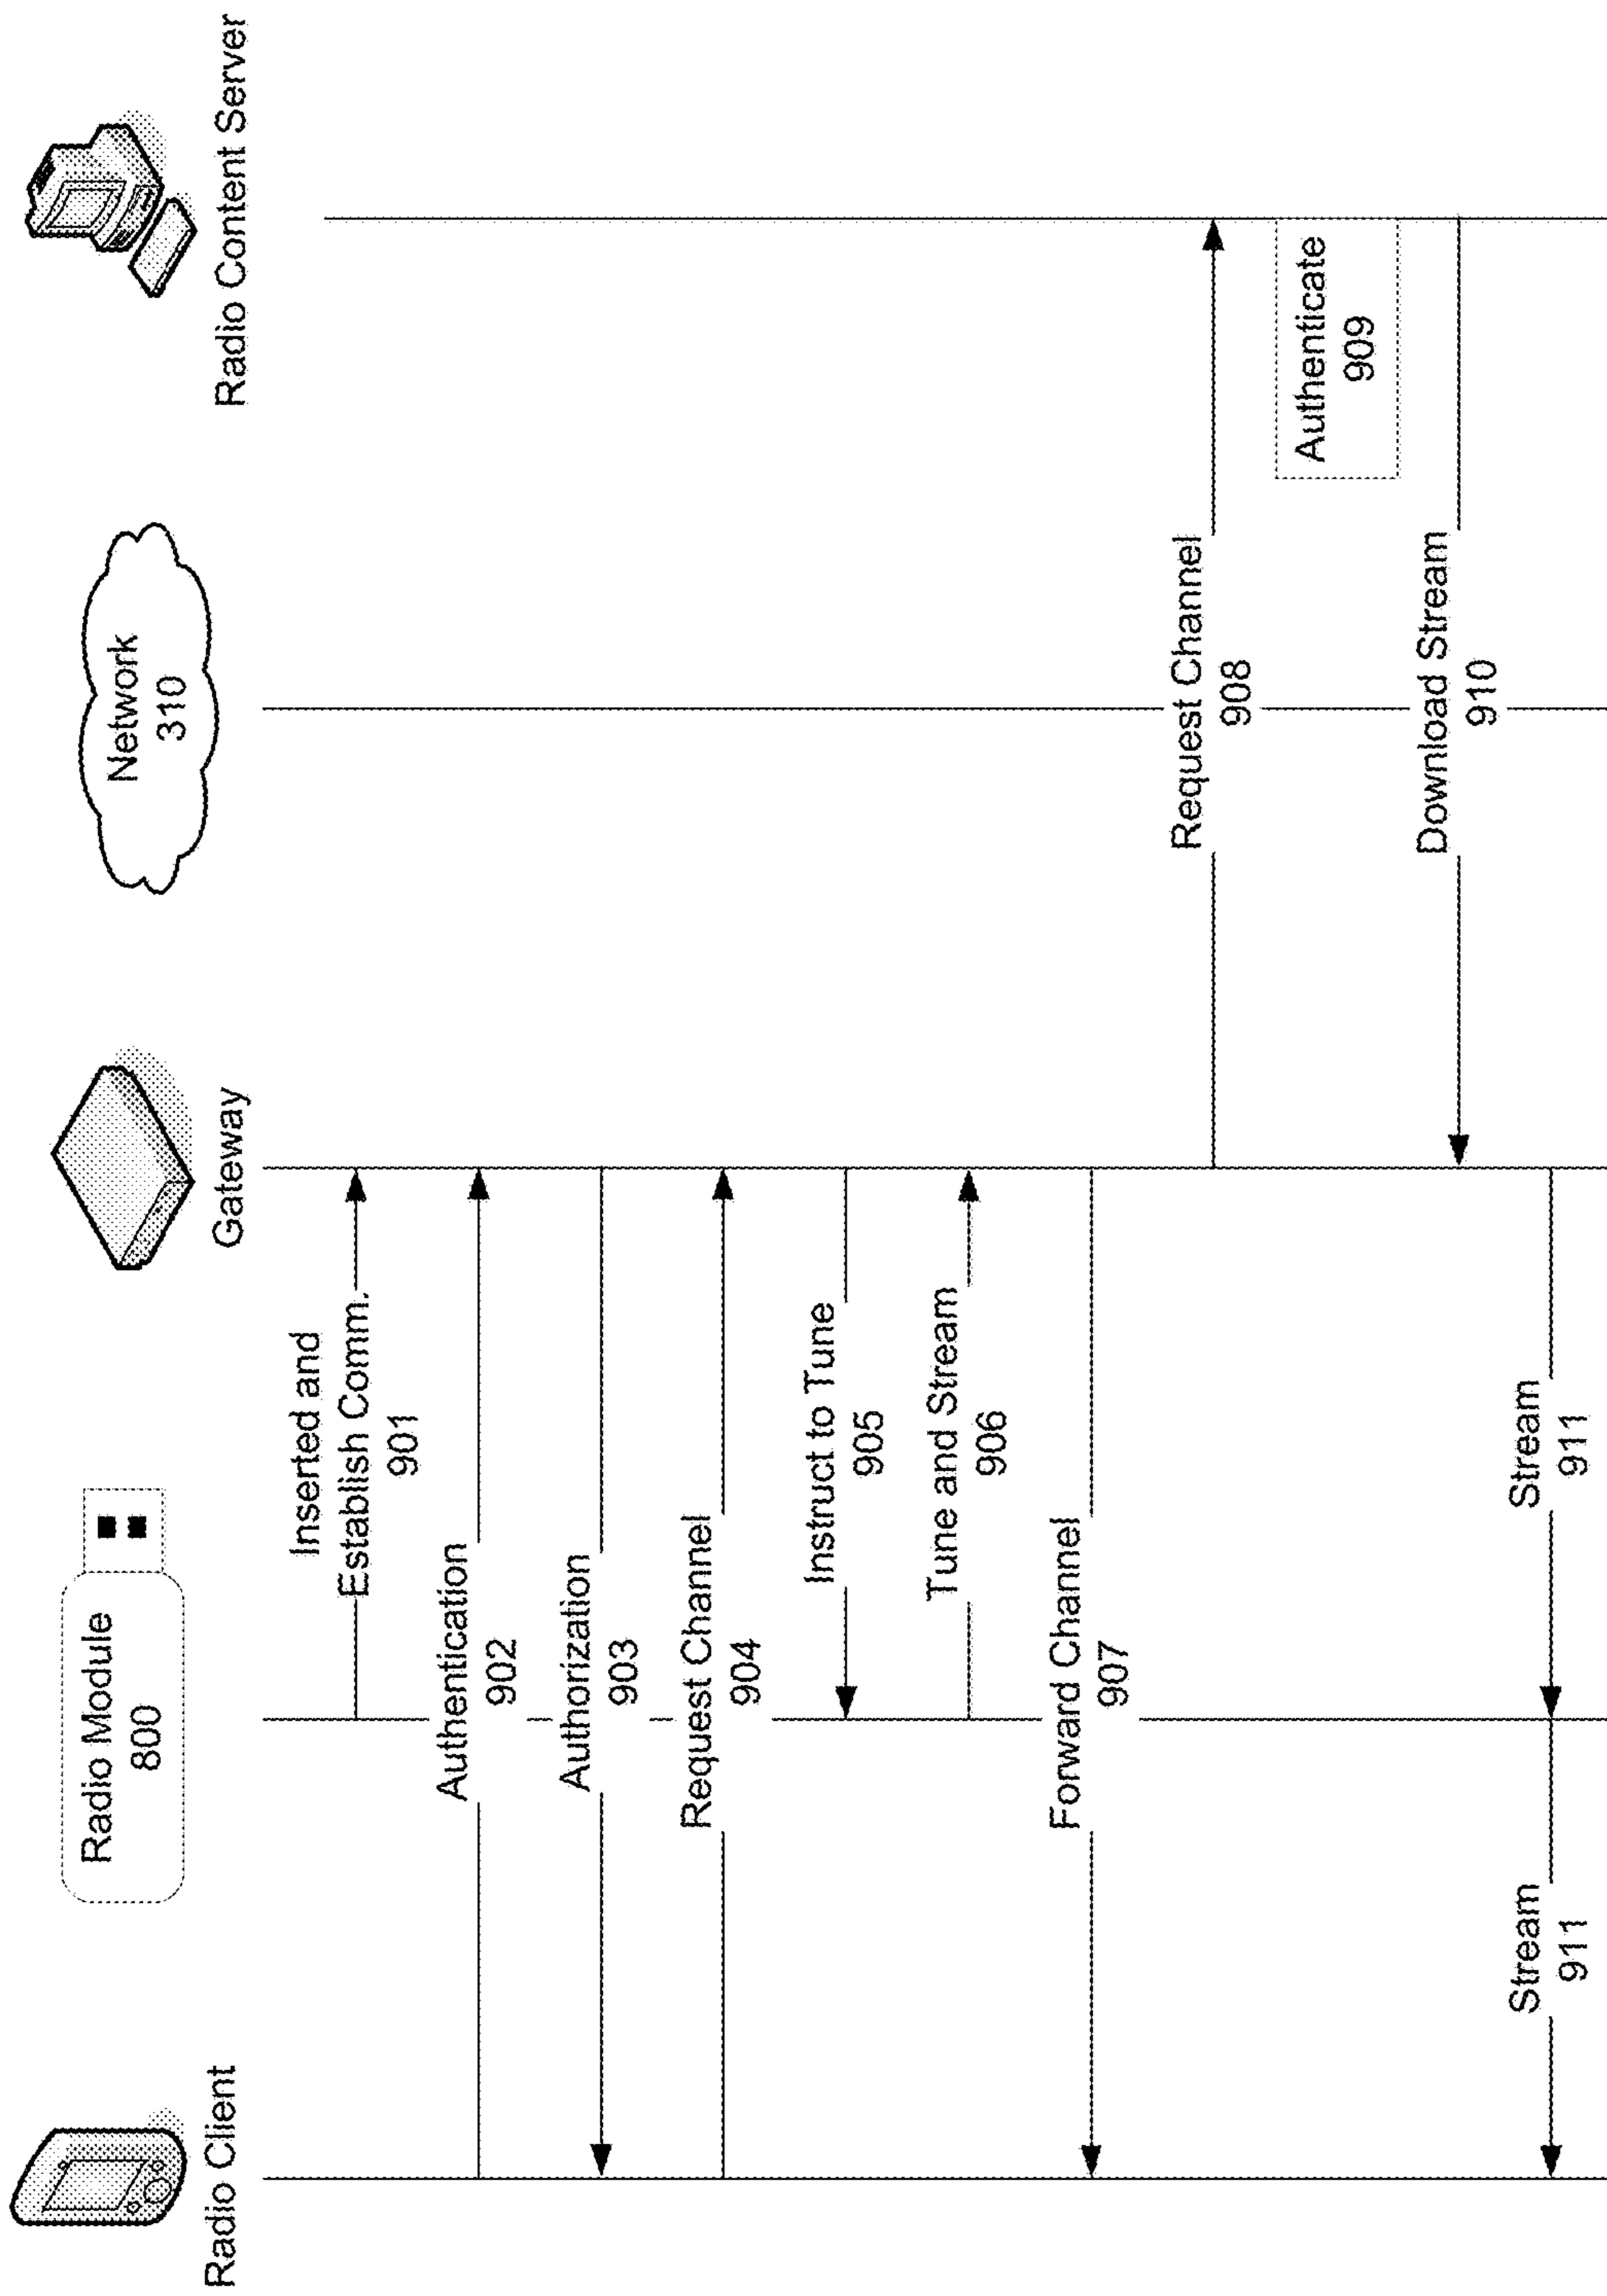 Radio Client
Radio Module
800
Gateway
Network
310
Radio Content Server
Inserted and
Establish Comm.
901
Authentication
902
Authorization
903
Request Channel
904
Instruct to Tune
905
Tune and Stream
906
Forward Channel
907
Request Channel
908
Authenticate
909
Download Stream
910
Stream
911
Stream
911